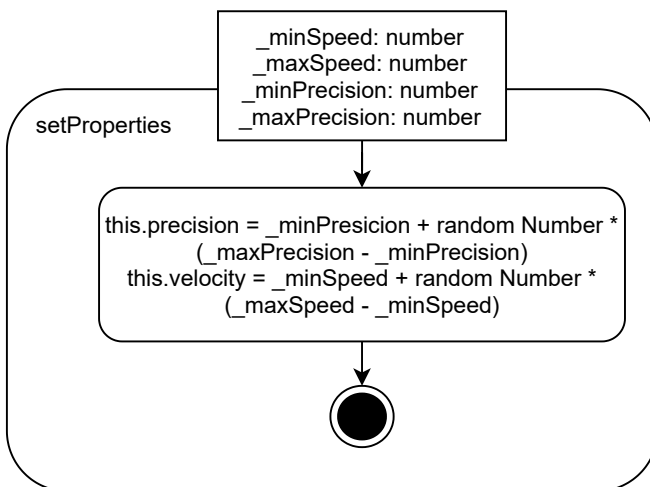 _minSpeed: number
_maxSpeed: number
_minPrecision: number
_maxPrecision: number
setProperties
this.precision = _minPresicion + random Number *
(_maxPrecision - _minPrecision)
this.velocity = _minSpeed + random Number *
(_maxSpeed - _minSpeed)